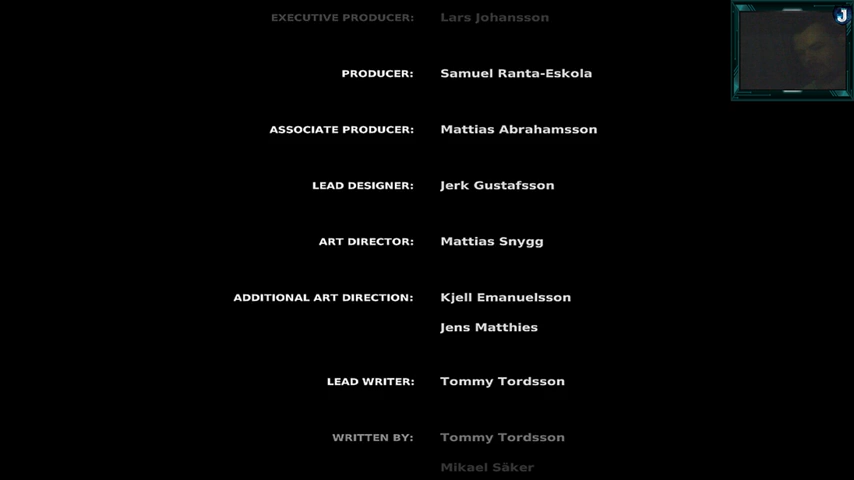 EXECUTIVE PRODUCER: Lars Johansson
PRODUCER: Samuel Ranta-Eskola
ASSOCIATE PRODUCER: Mattias Abrahamsson
LEAD DESIGNER: Jerk Gustafsson
ART DIRECTOR: Mattias Snygg
ADDITIONAL ART DIRECTION: Kjell Emanuelsson
Jens Matthies
LEAD WRITER: Tommy Tordsson
WRITTEN BY: Tommy Tordsson
Mikael Säker
J